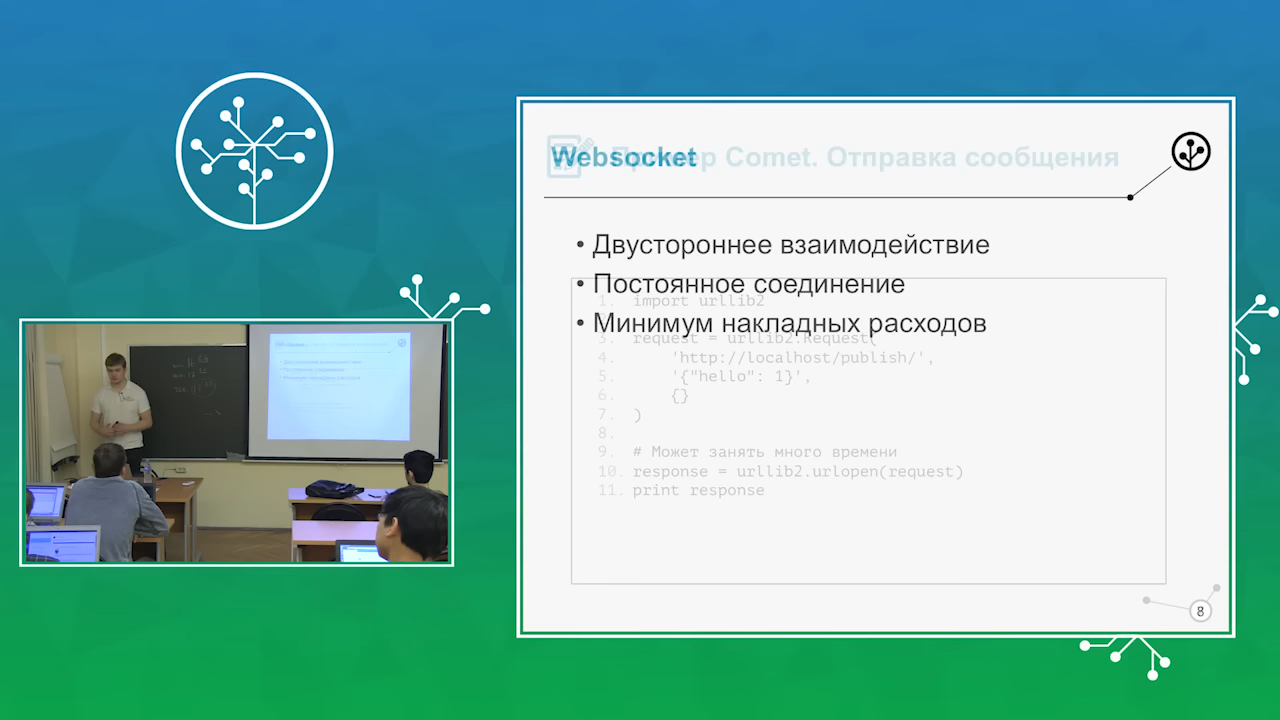 Websocket
Пример Comet. Отправка сообщения
• Двустороннее взаимодействие
• Постоянное соединение
• Минимум накладных расходов
1. import urllib2
3. request = urllib2.Request(
4. 'http://localhost/publish/',
5. '{"hello": 1}',
6. {}
7. )
8.
9. # Может занять много времени
10. response = urllib2.urlopen(request)
11. print response
8